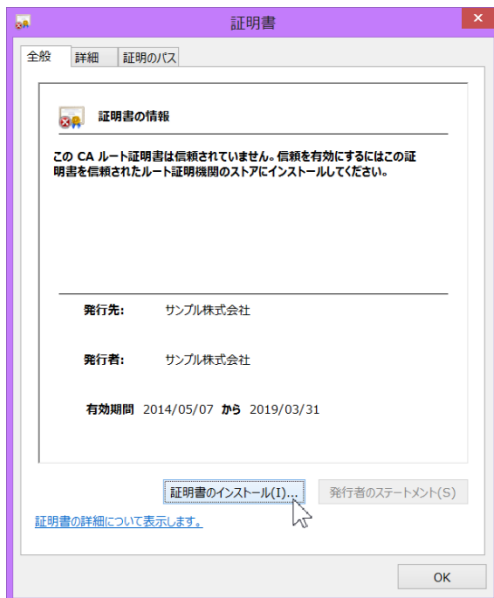 証明書
全般 詳細 証明のパス
証明書の情報
この CA ルート証明書は信頼されていません。信頼を有効にするにはこの証
明書を信頼されたルート証明機関のストアにインストールしてください。
発行先: サンプル株式会社
発行者: サンプル株式会社
有効期間 2014/05/07 から 2019/03/31
証明書のインストール(I)... 発行者のステートメント(S)
証明書の詳細について表示します。
OK